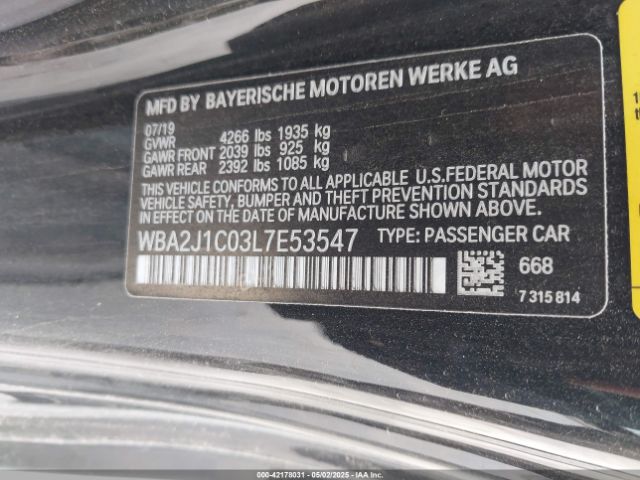 MFD BY BAYERISCHE MOTOREN WERKE AG
07/19
GVWR 4266 lbs 1935 kg
GAWR FRONT 2039 lbs 925 kg
GAWR REAR 2392 lbs 1085 kg
THIS VEHICLE CONFORMS TO ALL APPLICABLE U.S.FEDERAL MOTOR
VEHICLE SAFETY, BUMPER, AND THEFT PREVENTION STANDARDS
IN EFFECT ON THE DATE OF MANUFACTURE SHOWN ABOVE.
WBA2J1C03L7E53547 TYPE: PASSENGER CAR
668
7 315 814
000-42178031 - 05/02/2025 - IAAI.COM